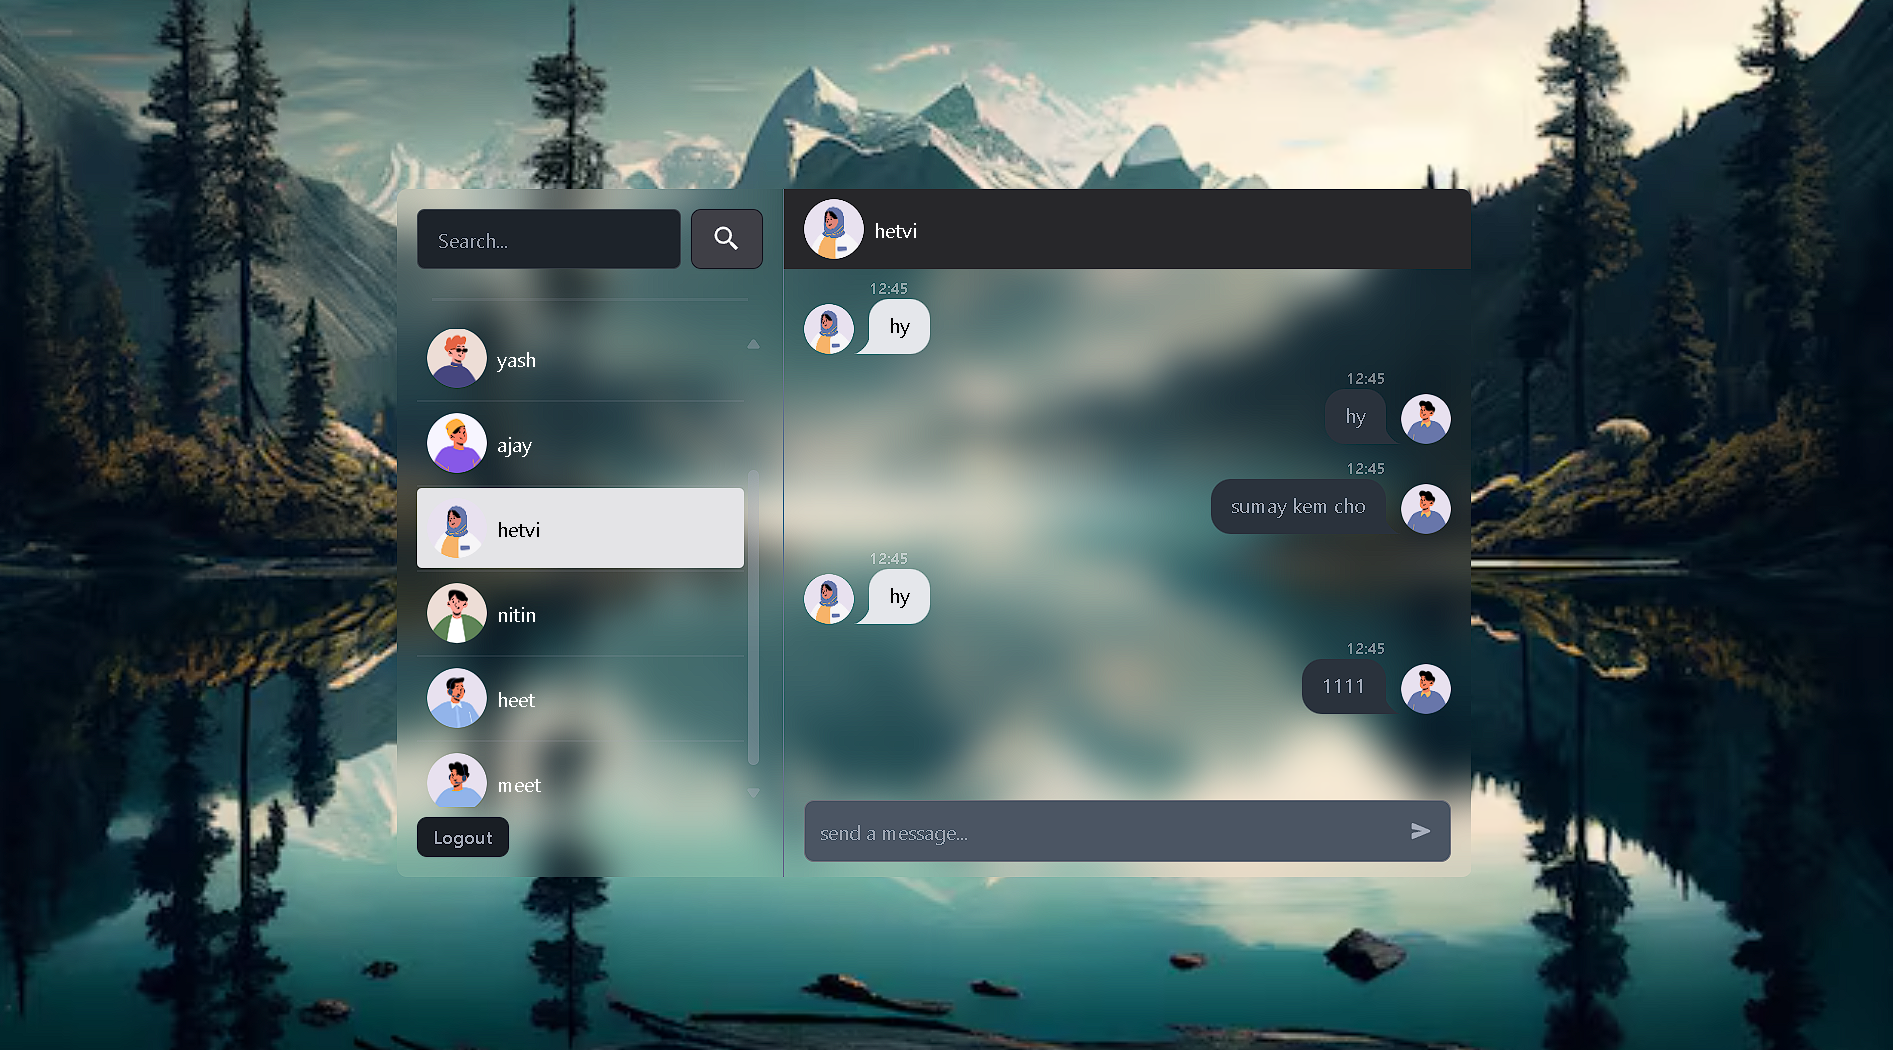 Search...
yash
ajay
hetvi
nitin
heet
meet
Logout
hetvi
12:45
hy
12:45
hy
12:45
sumay kem cho
12:45
hy
12:45
1111
send a message...